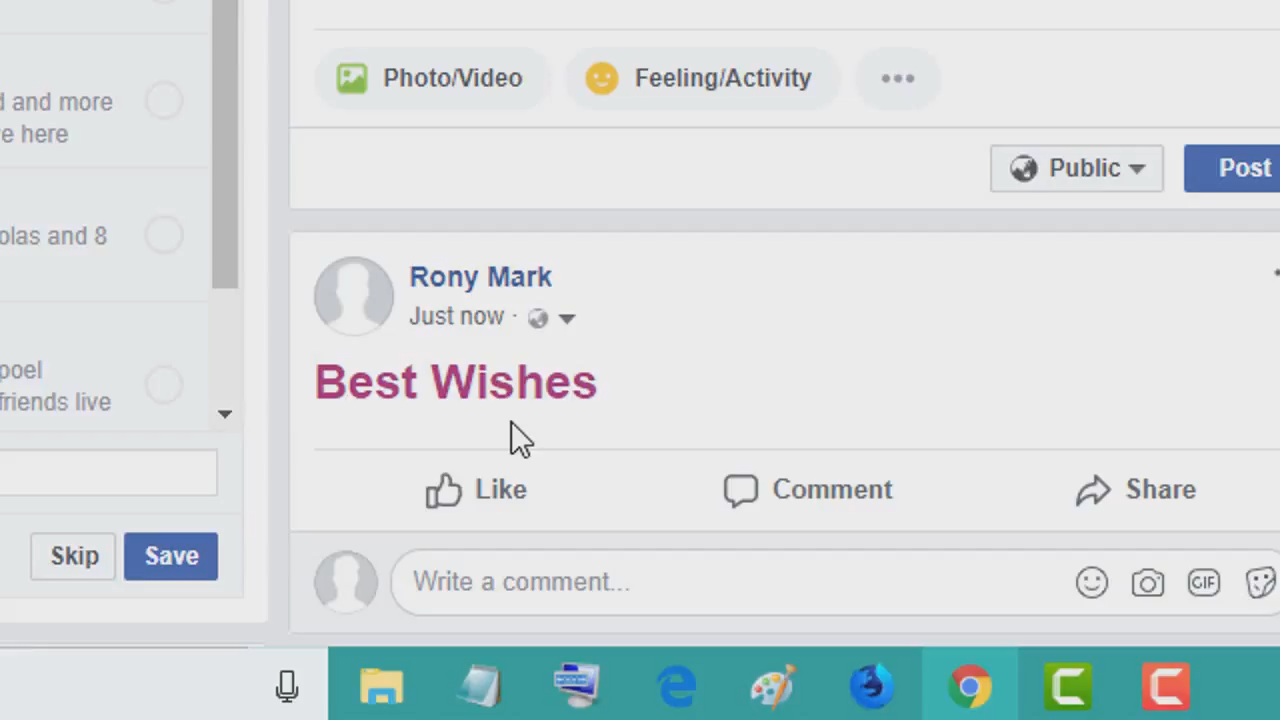 d and more
e here
olas and 8
poel
friends live
Skip
Save
Photo/Video
Feeling/Activity
Public
Post
Rony Mark
Just now ·
Best Wishes
Like
Comment
Share
Write a comment...
GIF